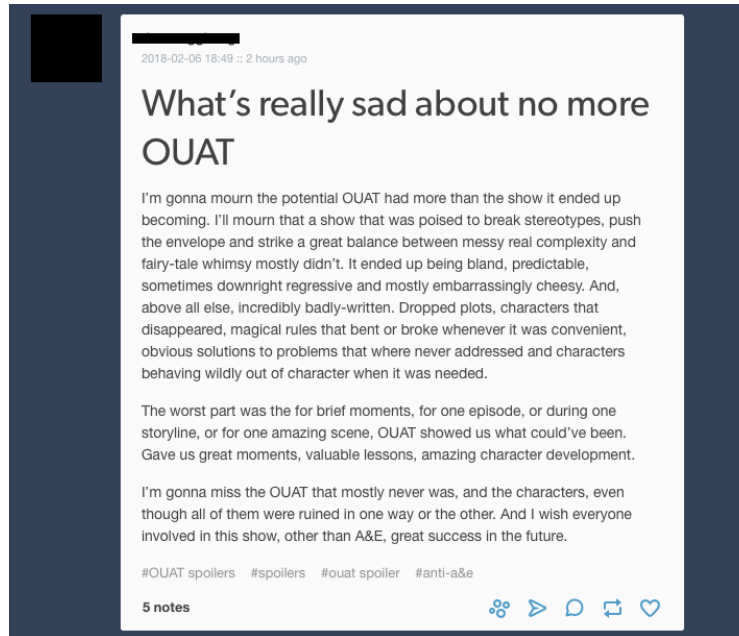 2018-02-06 18:49 :: 2 hours ago
What's really sad about no more
OUAT
I'm gonna mourn the potential OUAT had more than the show it ended up
becoming. I'll mourn that a show that was poised to break stereotypes, push
the envelope and strike a great balance between messy real complexity and
fairy-tale whimsy mostly didn't. It ended up being bland, predictable,
sometimes downright regressive and mostly embarrassingly cheesy. And,
above all else, incredibly badly-written. Dropped plots, characters that
disappeared, magical rules that bent or broke whenever it was convenient,
obvious solutions to problems that where never addressed and characters
behaving wildly out of character when it was needed.
The worst part was the for brief moments, for one episode, or during one
storyline, or for one amazing scene, OUAT showed us what could've been.
Gave us great moments, valuable lessons, amazing character development.
I'm gonna miss the OUAT that mostly never was, and the characters, even
though all of them were ruined in one way or the other. And I wish everyone
involved in this show, other than A&E, great success in the future.
#OUAT spoilers #spoilers #ouat spoiler #anti-a&e
5 notes